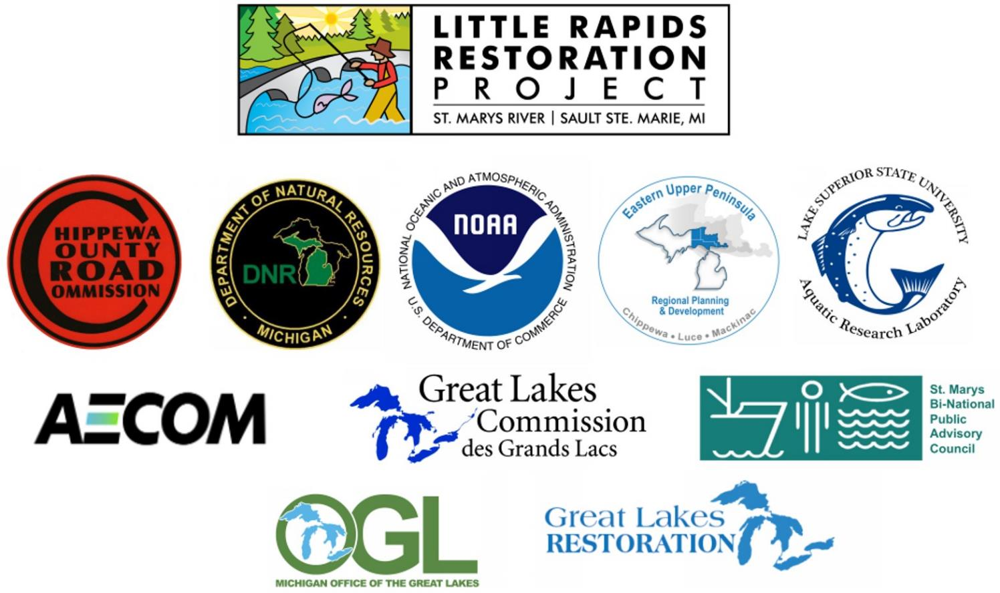 LITTLE RAPIDS
RESTORATION
PROJECT
ST. MARYS RIVER | SAULT STE. MARIE, MI
CHIPPEWA
COUNTY
ROAD
COMMISSION
DEPARTMENT OF NATURAL RESOURCES
DNR
• MICHIGAN •
NATIONAL OCEANIC AND ATMOSPHERIC ADMINISTRATION
NOAA
U.S. DEPARTMENT OF COMMERCE
Eastern Upper Peninsula
Regional Planning
& Development
Chippewa • Luce • Mackinac
LAKE SUPERIOR STATE UNIVERSITY
Aquatic Research Laboratory
AECOM
Great Lakes
Commission
des Grands Lacs
St. Marys
Bi-National
Public
Advisory
Council
OGL
MICHIGAN OFFICE OF THE GREAT LAKES
Great Lakes
RESTORATION